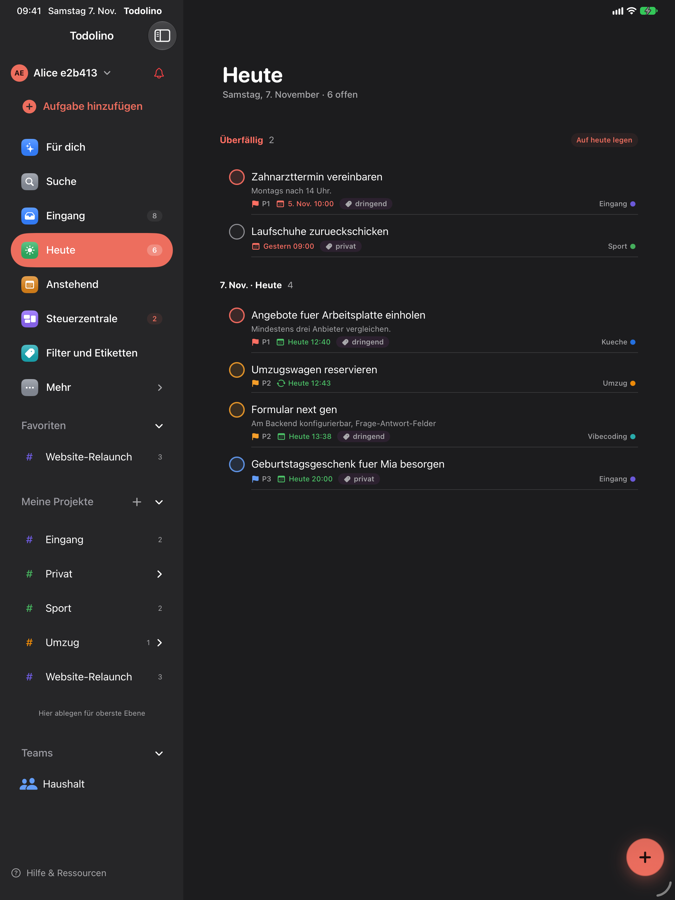 09:41 Samstag 7. Nov. Todolino
Todolino
AE Alice e2b413
Aufgabe hinzufügen
Für dich
Suche
Eingang 8
Heute 6
Anstehend
Steuerzentrale 2
Filter und Etiketten
Mehr
Favoriten
# Website-Relaunch 3
Meine Projekte
# Eingang 2
# Privat
# Sport 2
# Umzug 1
# Website-Relaunch 3
Hier ablegen für oberste Ebene
Teams
Haushalt
Hilfe & Ressourcen
Heute
Samstag, 7. November · 6 offen
Überfällig 2 Auf heute legen
Zahnarzttermin vereinbaren
Montags nach 14 Uhr.
P1 5. Nov. 10:00 dringend Eingang
Laufschuhe zurueckschicken
Gestern 09:00 privat Sport
7. Nov. · Heute 4
Angebote fuer Arbeitsplatte einholen
Mindestens drei Anbieter vergleichen.
P1 Heute 12:40 dringend Kueche
Umzugswagen reservieren
P2 Heute 12:43 Umzug
Formular next gen
Am Backend konfigurierbar, Frage-Antwort-Felder
P2 Heute 13:38 dringend Vibecoding
Geburtstagsgeschenk fuer Mia besorgen
P3 Heute 20:00 privat Eingang